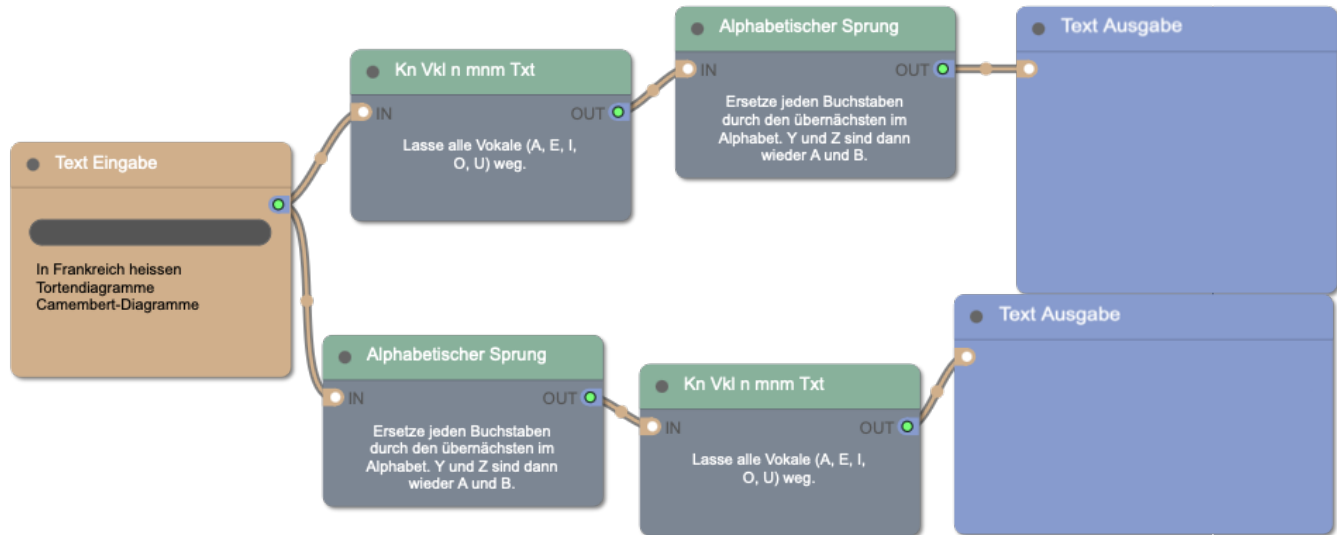 Text Eingabe
In Frankreich heissen
Tortendiagramme
Camembert-Diagramme
Kn Vkl n mnm Txt
IN
OUT
Lasse alle Vokale (A, E, I,
O, U) weg.
Alphabetischer Sprung
IN
OUT
Ersetze jeden Buchstaben
durch den übernächsten im
Alphabet. Y und Z sind dann
wieder A und B.
Text Ausgabe
Alphabetischer Sprung
IN
OUT
Ersetze jeden Buchstaben
durch den übernächsten im
Alphabet. Y und Z sind dann
wieder A und B.
Kn Vkl n mnm Txt
IN
OUT
Lasse alle Vokale (A, E, I,
O, U) weg.
Text Ausgabe